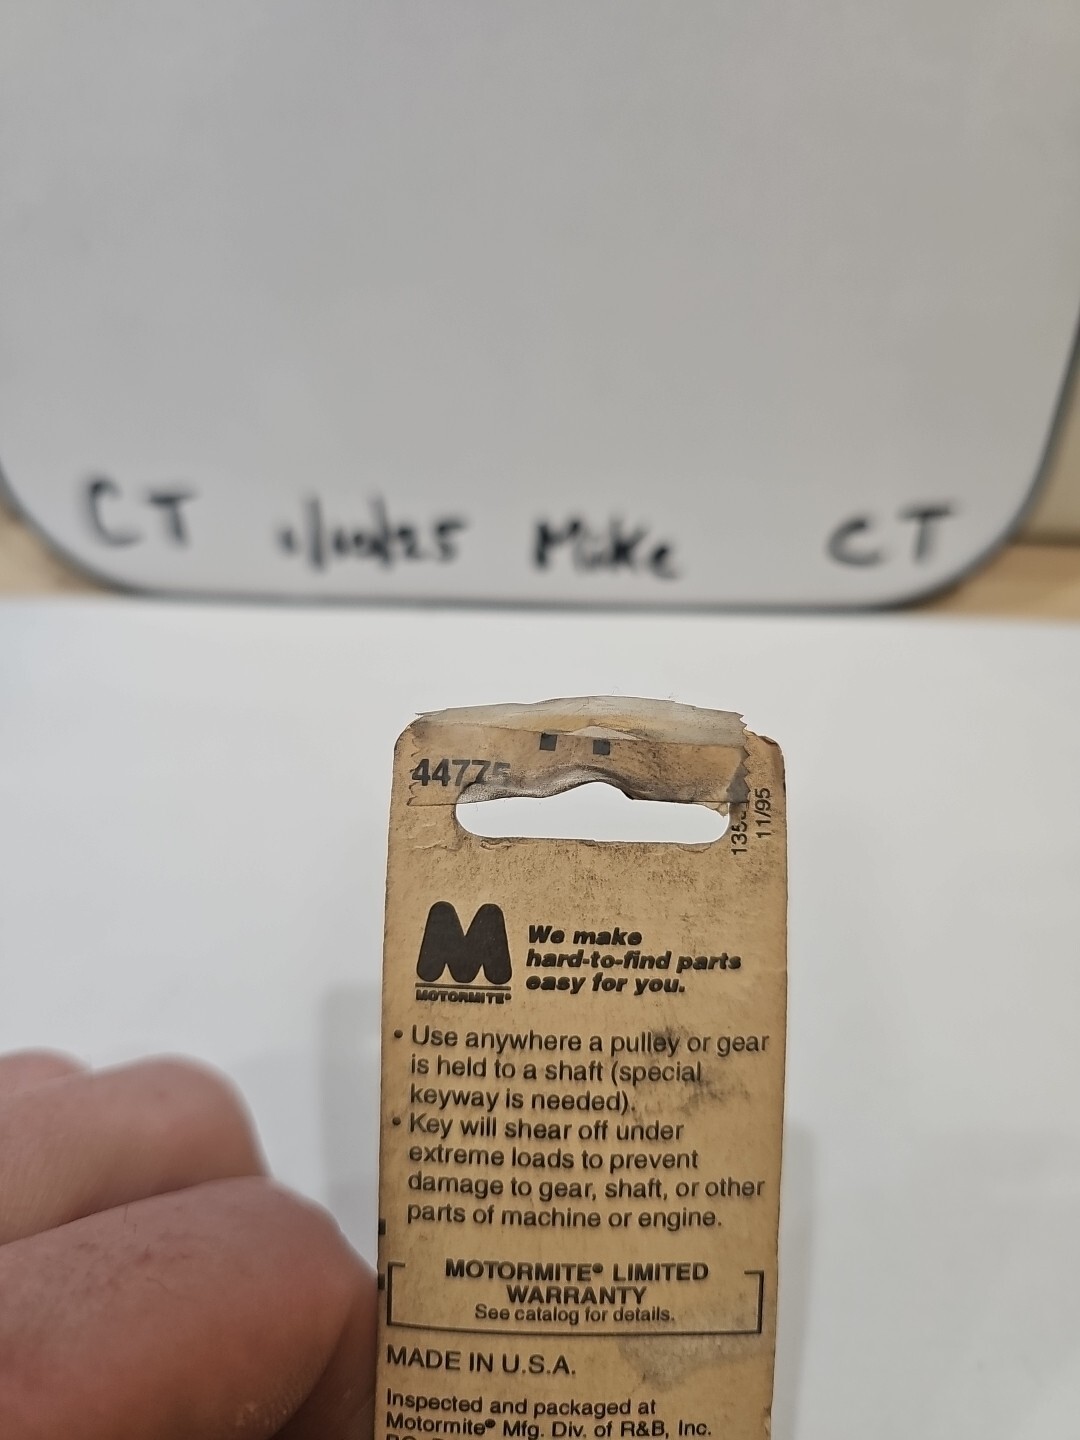 CT Mike CT
44775
11/95
We make
hard-to-find parts
easy for you.
MOTORMITE®
• Use anywhere a pulley or gear
is held to a shaft (special
keyway is needed).
• Key will shear off under
extreme loads to prevent
damage to gear, shaft, or other
parts of machine or engine.
MOTORMITE® LIMITED
WARRANTY
See catalog for details.
MADE IN U.S.A.
Inspected and packaged at
Motormite® Mfg. Div. of R&B, Inc.